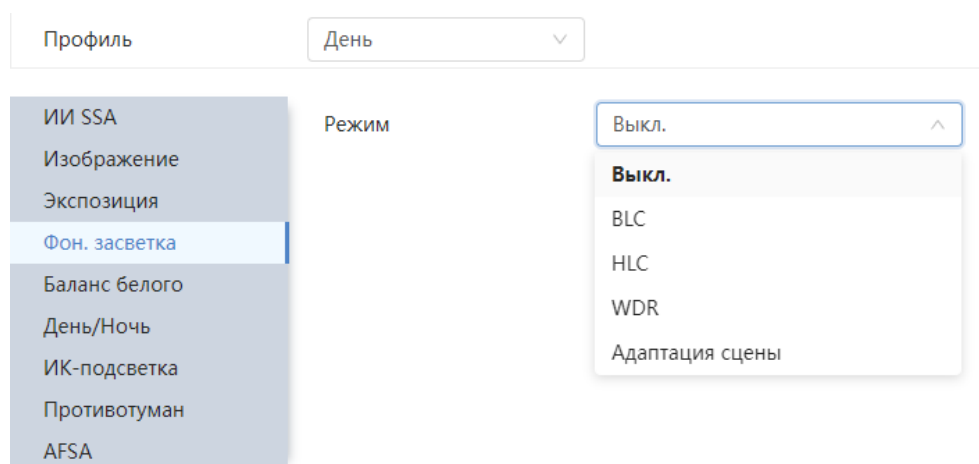 Профиль День
ИИ SSA
Режим Выкл.
Изображение
Выкл.
Экспозиция
BLC
Фон. засветка
HLC
Баланс белого
WDR
День/Ночь
Адаптация сцены
ИК-подсветка
Противотуман
AFSA